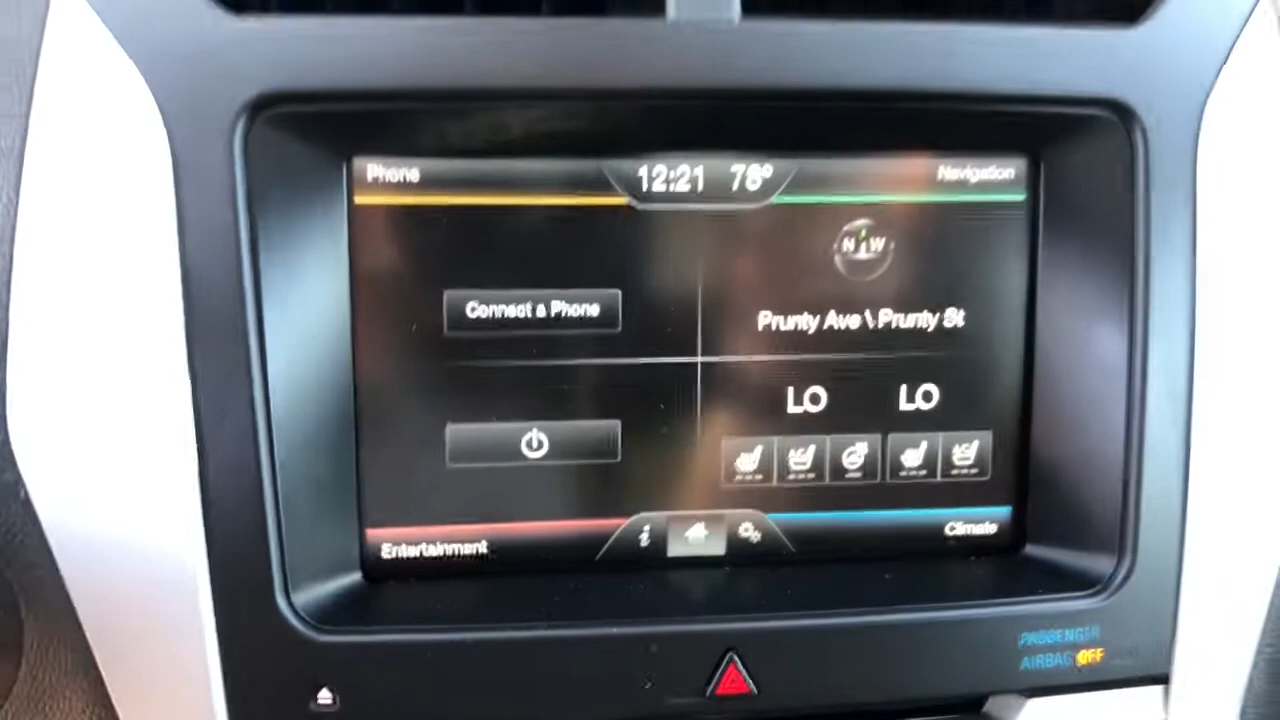 Phone
12:21 78°
Navigation
N W
Connect a Phone
Prunty Ave \ Prunty St
LO LO
Entertainment
i
Climate
PASSENGER
AIRBAG OFF